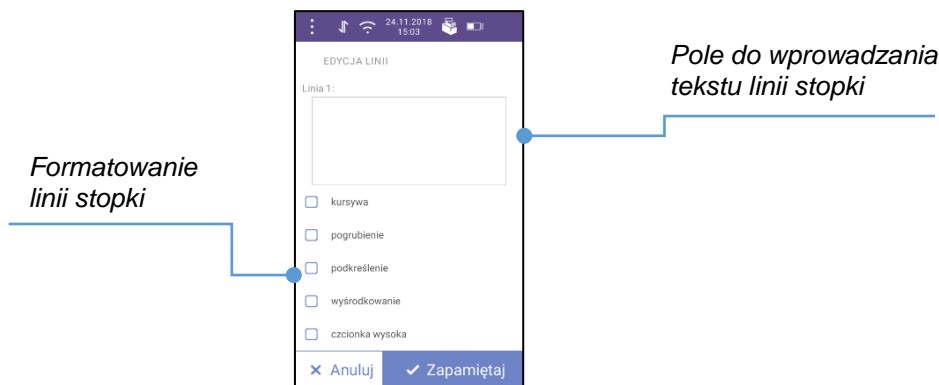 24.11.2018
15:03
EDYCJA LINII
Linia 1:
Pole do wprowadzania
tekstu linii stopki
Formatowanie
linii stopki
kursywa
pogrubienie
podkreślenie
wyśrodkowanie
czcionka wysoka
Anuluj
Zapamiętaj